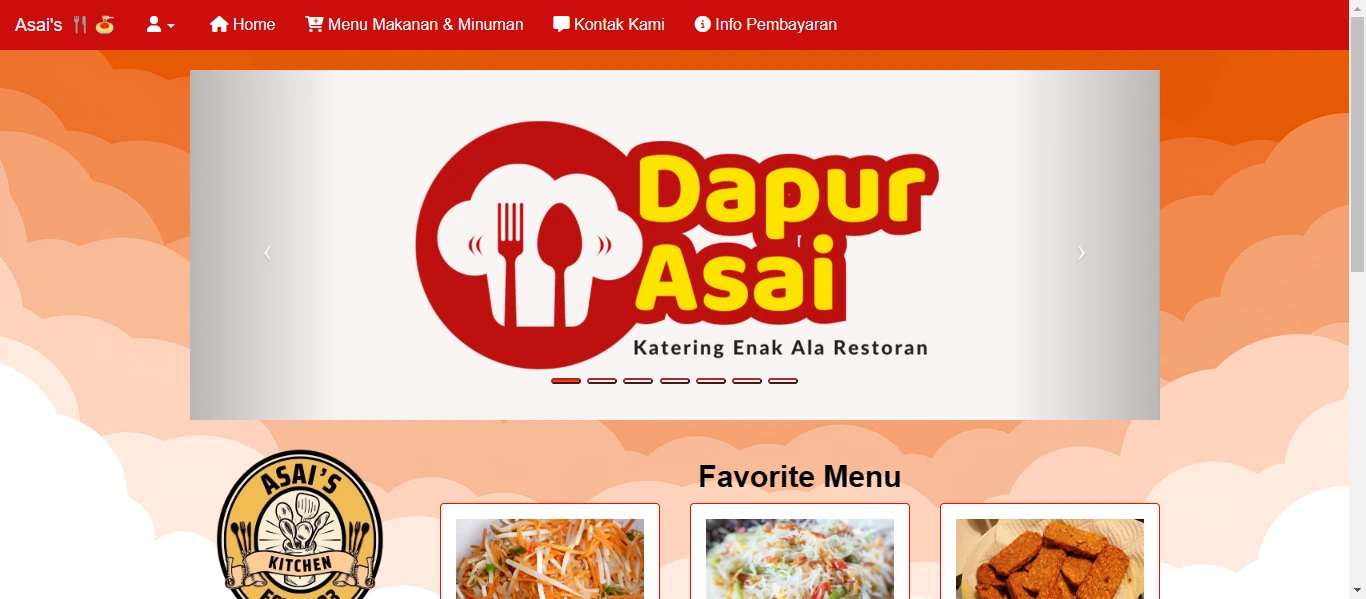 Asai's
Home
Menu Makanan & Minuman
Kontak Kami
Info Pembayaran
Dapur
Asai
Katering Enak Ala Restoran
Favorite Menu
ASAI'S
KITCHEN